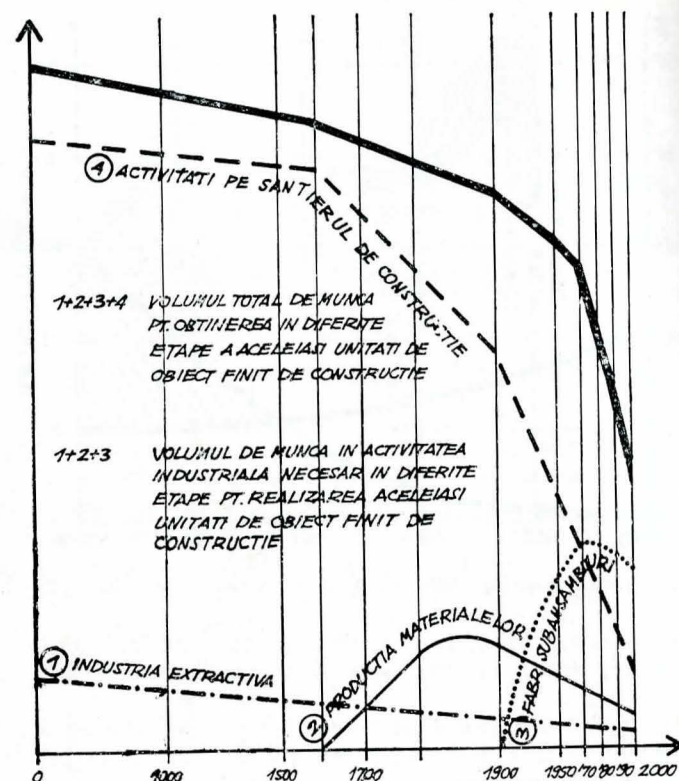 ④ ACTIVITATI PE SANTIERUL DE CONSTRUCTIE
1+2+3+4 VOLUMUL TOTAL DE MUNCA
PT. OBTINEREA IN DIFERITE
ETAPE A ACELEIASI UNITATI DE
OBIECT FINIT DE CONSTRUCTIE
1+2+3 VOLUMUL DE MUNCA IN ACTIVITATEA
INDUSTRIALA NECESAR IN DIFERITE
ETAPE PT. REALIZAREA ACELEIASI
UNITATI DE OBIECT FINIT DE
CONSTRUCTIE
① INDUSTRIA EXTRACTIVA
② PRODUCTIA MATERIALELOR
③ FABR. SUBANSAMBLURI
0 1000 1500 1700 1900 1950 70 80 90 2000